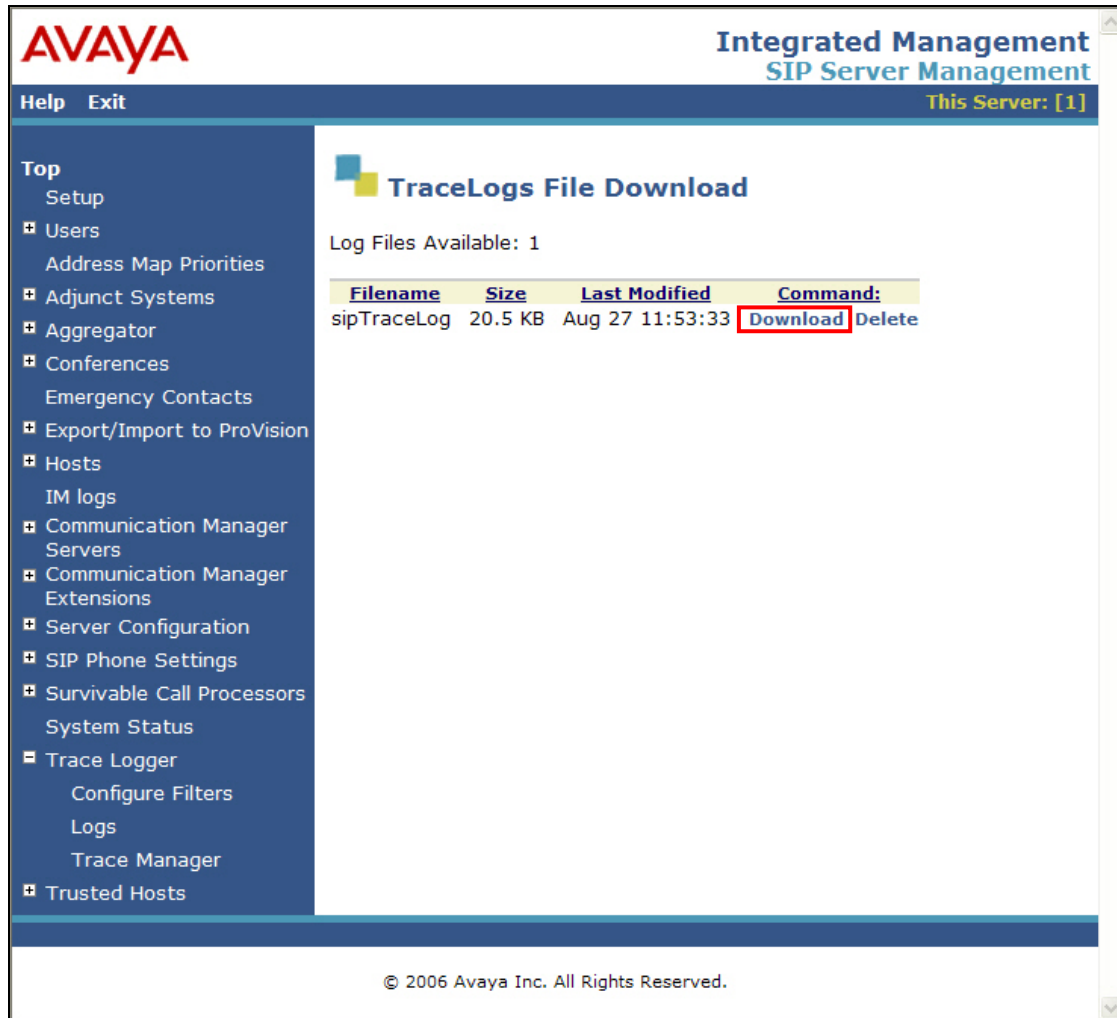 AVAYA
Integrated Management
SIP Server Management
Help Exit
This Server: [1]
Top
Setup
Users
Address Map Priorities
Adjunct Systems
Aggregator
Conferences
Emergency Contacts
Export/Import to ProVision
Hosts
IM logs
Communication Manager
Servers
Communication Manager
Extensions
Server Configuration
SIP Phone Settings
Survivable Call Processors
System Status
Trace Logger
Configure Filters
Logs
Trace Manager
Trusted Hosts
TraceLogs File Download
Log Files Available: 1
Filename Size Last Modified Command:
sipTraceLog 20.5 KB Aug 27 11:53:33 Download Delete
© 2006 Avaya Inc. All Rights Reserved.